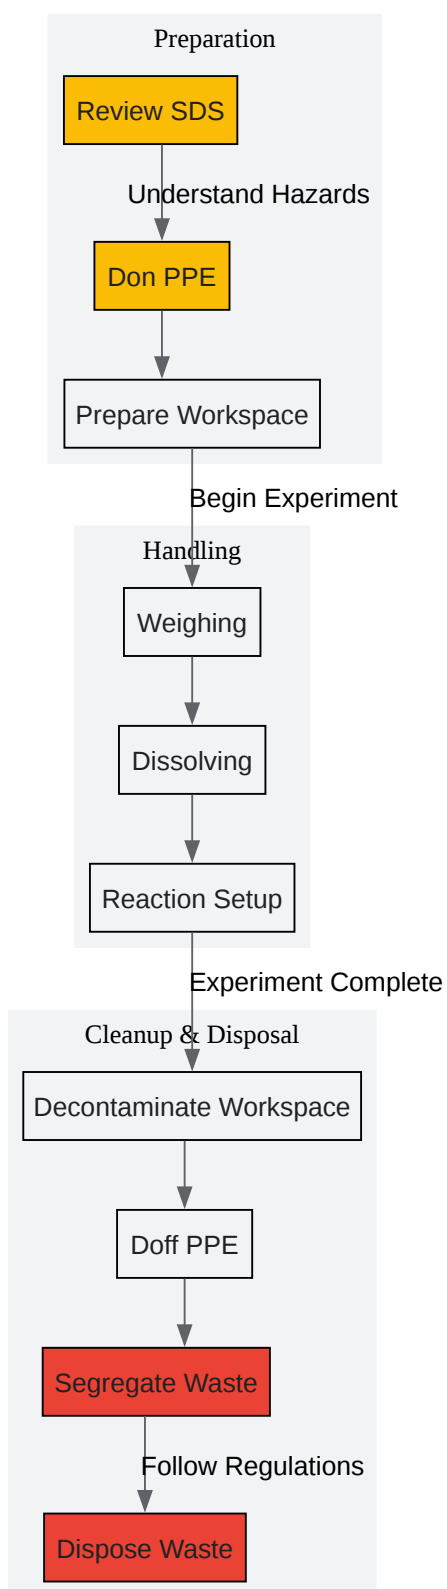 Preparation
Review SDS
Understand Hazards
Don PPE
Prepare Workspace
Begin Experiment
Handling
Weighing
Dissolving
Reaction Setup
Experiment Complete
Cleanup & Disposal
Decontaminate Workspace
Doff PPE
Segregate Waste
Follow Regulations
Dispose Waste